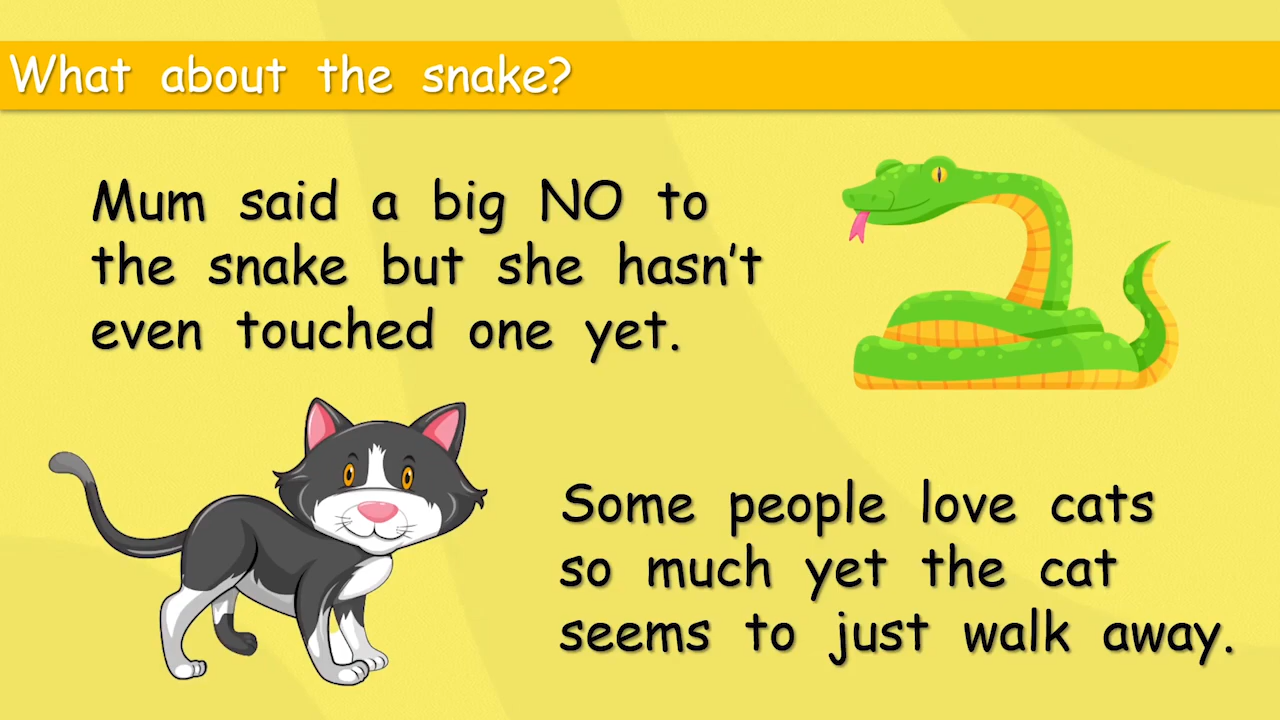 What about the snake?
Mum said a big NO to
the snake but she hasn't
even touched one yet.
Some people love cats
so much yet the cat
seems to just walk away.